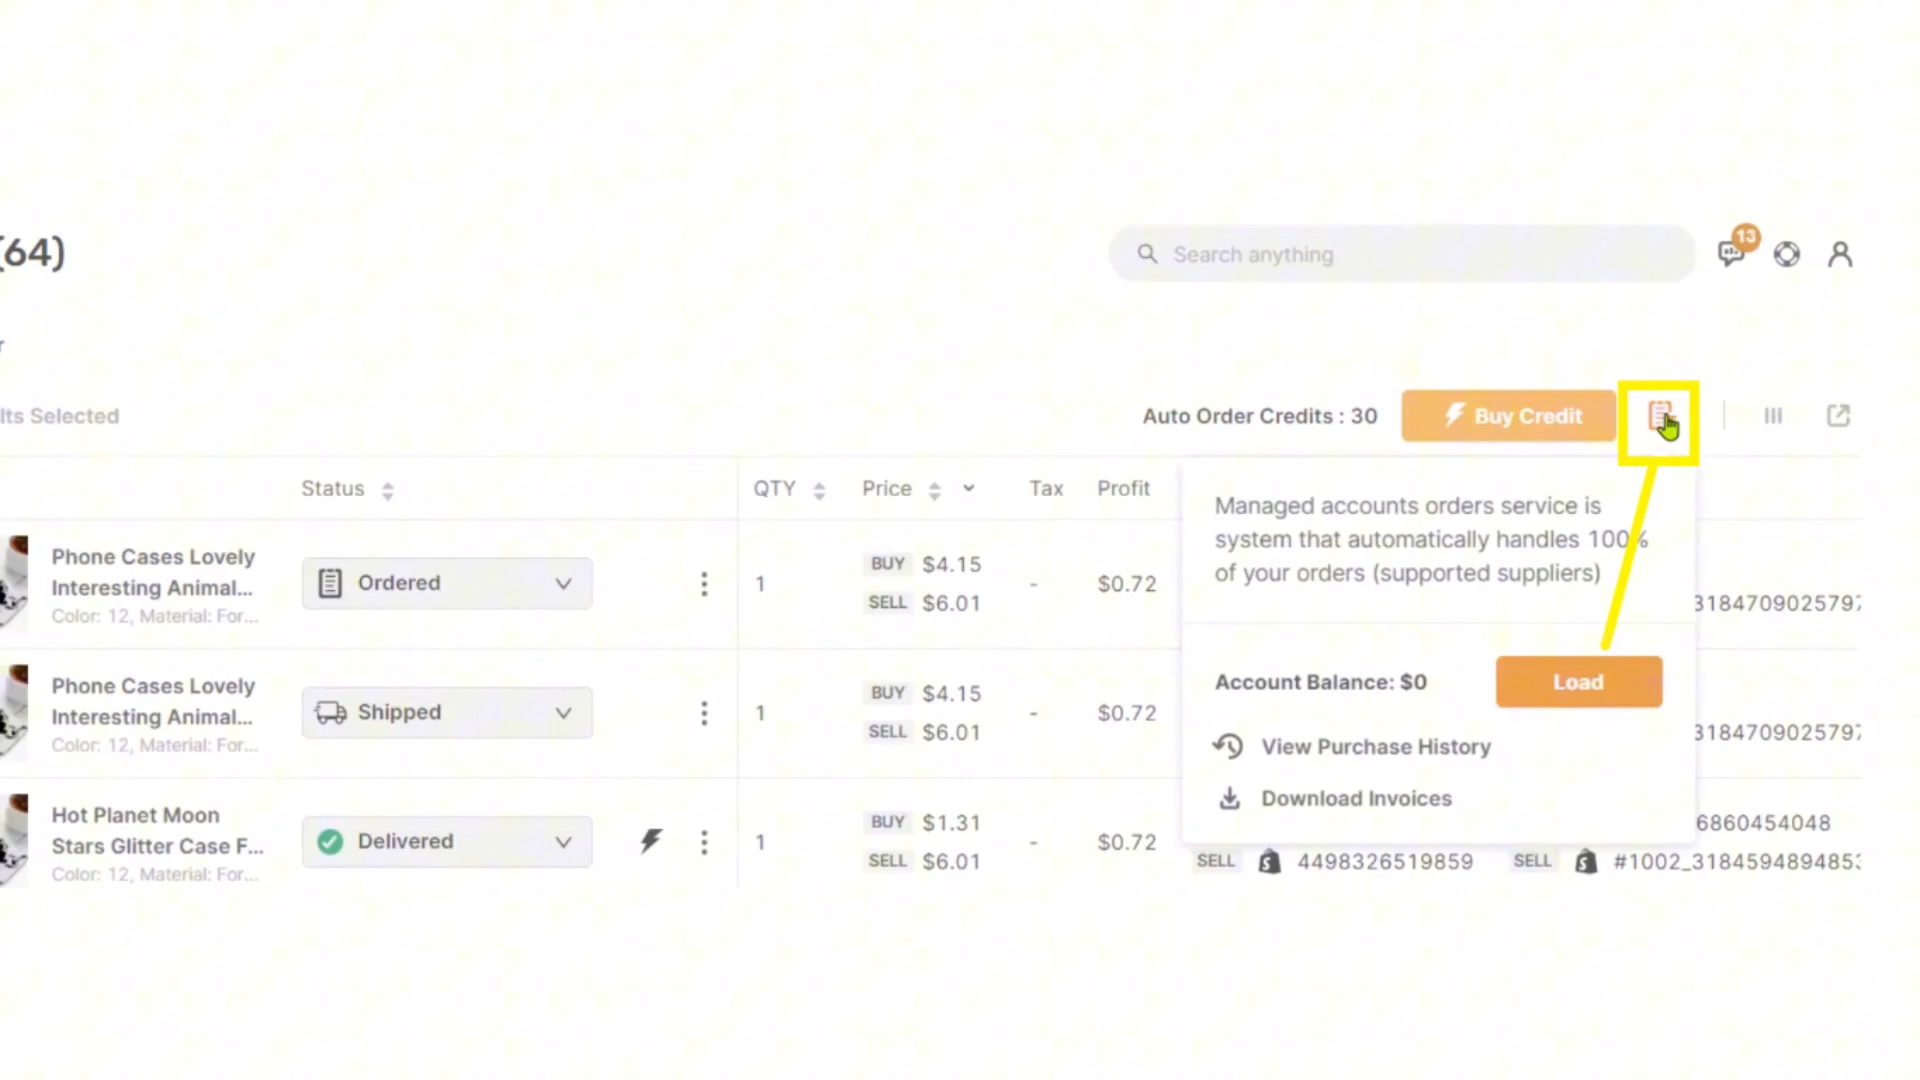 (64)
Search anything
13
r
lts Selected
Auto Order Credits : 30
Buy Credit
Status
QTY
Price
Tax
Profit
Managed accounts orders service is
system that automatically handles 100%
of your orders (supported suppliers)
Phone Cases Lovely
Interesting Animal...
Color: 12, Material: For...
Ordered
1
BUY $4.15
SELL $6.01
-
$0.72
3184709025797
Account Balance: $0
Load
Phone Cases Lovely
Interesting Animal...
Color: 12, Material: For...
Shipped
1
BUY $4.15
SELL $6.01
-
$0.72
3184709025797
View Purchase History
Download Invoices
Hot Planet Moon
Stars Glitter Case F...
Color: 12, Material: For...
Delivered
1
BUY $1.31
SELL $6.01
-
$0.72
6860454048
SELL 4498326519859
SELL #1002_3184594894853